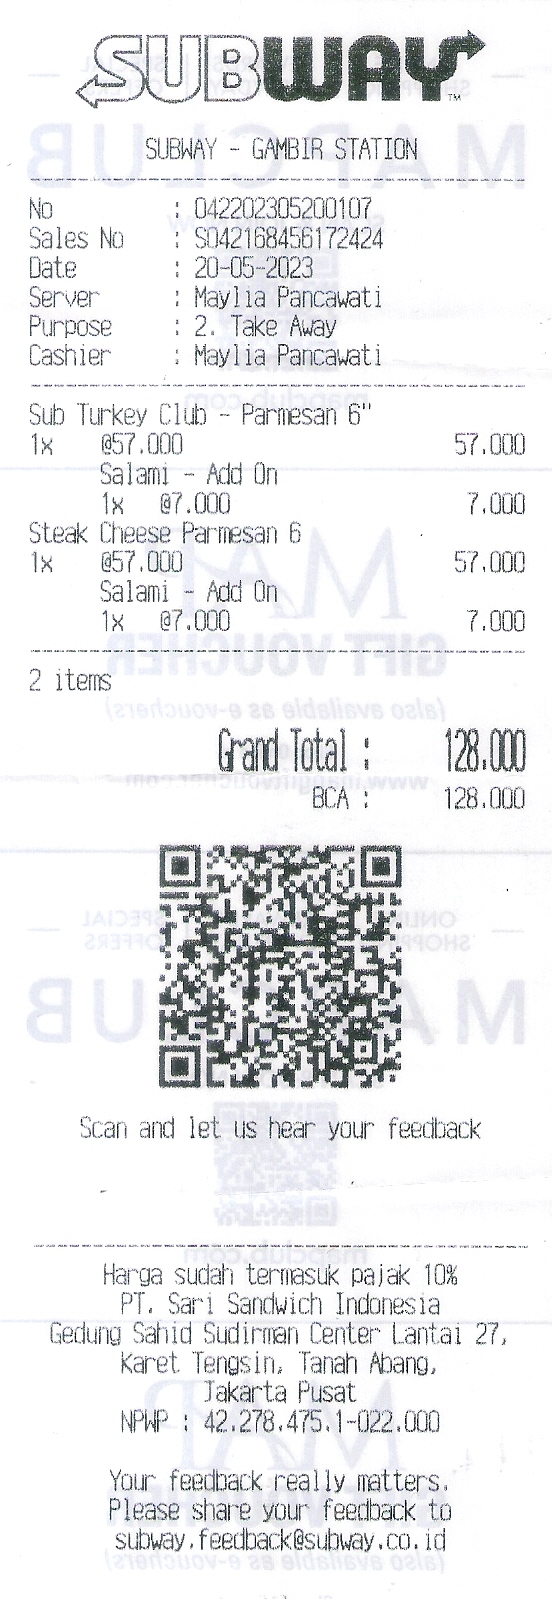 SUBWAY™
SUBWAY - GAMBIR STATION
No : 042202305200107
Sales No : S042168456172424
Date : 20-05-2023
Server : Maylia Pancawati
Purpose : 2. Take Away
Cashier : Maylia Pancawati
Sub Turkey Club - Parmesan 6"
1x @57.000 57.000
Salami - Add On
1x @7.000 7.000
Steak Cheese Parmesan 6
1x @57.000 57.000
Salami - Add On
1x @7.000 7.000
2 items
Grand Total : 128.000
BCA : 128.000
Scan and let us hear your feedback
Harga sudah termasuk pajak 10%
PT. Sari Sandwich Indonesia
Gedung Sahid Sudirman Center Lantai 27,
Karet Tengsin, Tanah Abang,
Jakarta Pusat
NPWP : 42.278.475.1-022.000
Your feedback really matters.
Please share your feedback to
subway.feedback@subway.co.id